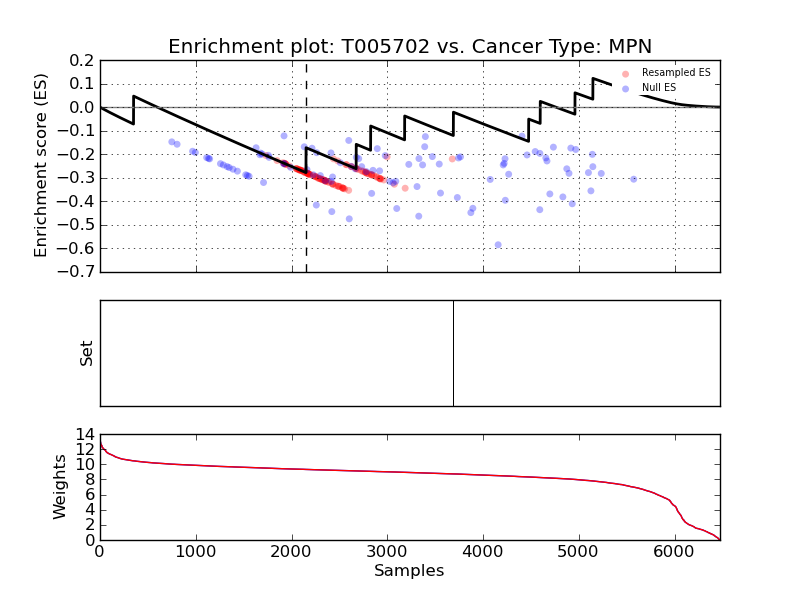 Enrichment plot: T005702 vs. Cancer Type: MPN
Enrichment score (ES)
0.2
0.1
0.0
−0.1
−0.2
−0.3
−0.4
−0.5
−0.6
−0.7
Resampled ES
Null ES
Set
Weights
14
12
10
8
6
4
2
0
0 1000 2000 3000 4000 5000 6000
Samples